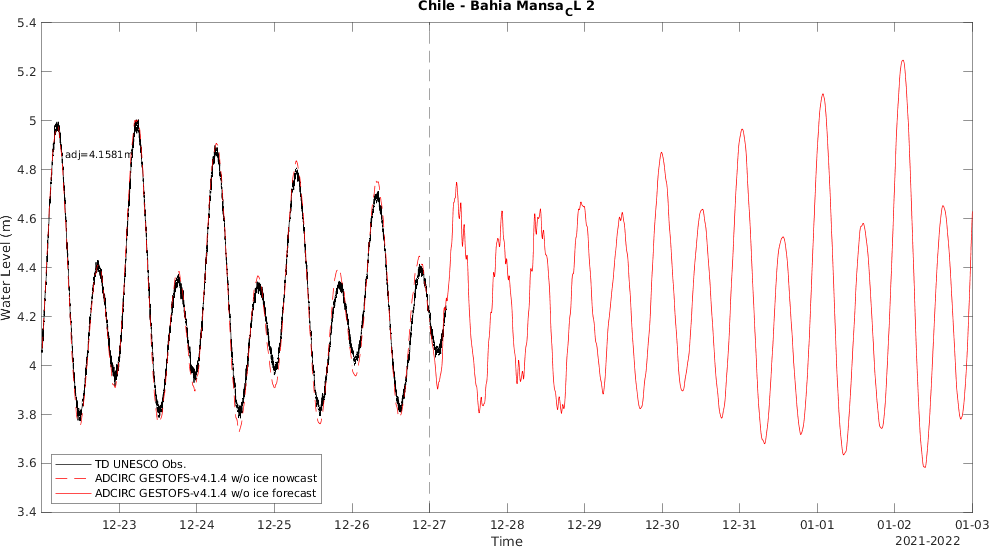 Chile - Bahia Mansa_CL 2
5.4
5.2
5
4.8
4.6
4.4
4.2
4
3.8
3.6
3.4
Water Level (m)
adj=4.1581m
TD UNESCO Obs.
ADCIRC GESTOFS-v4.1.4 w/o ice nowcast
ADCIRC GESTOFS-v4.1.4 w/o ice forecast
12-23 12-24 12-25 12-26 12-27 12-28 12-29 12-30 12-31 01-01 01-02 01-03
Time
2021-2022